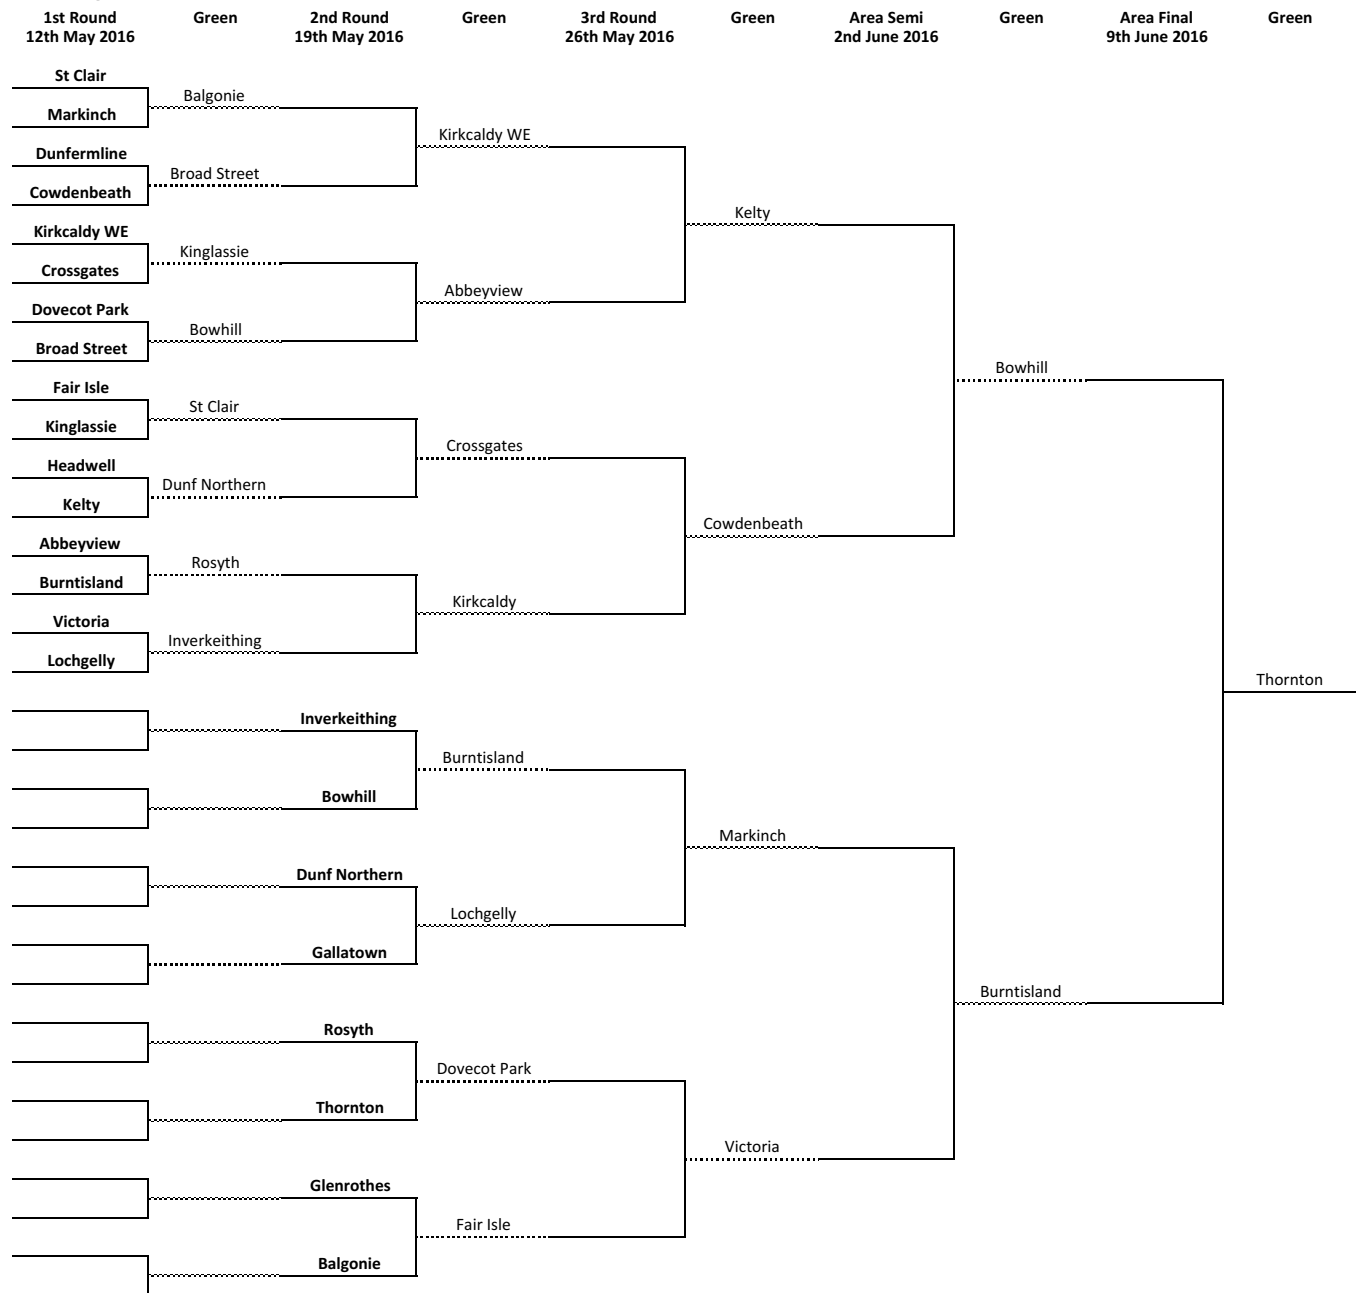 1st Round Green 2nd Round Green 3rd Round Green Area Semi Green Area Final Green
12th May 2016 19th May 2016 26th May 2016 2nd June 2016 9th June 2016
St Clair
Balgonie
Markinch
Kirkcaldy WE
Dunfermline
Broad Street
Cowdenbeath
Kelty
Kirkcaldy WE
Kinglassie
Crossgates
Abbeyview
Dovecot Park
Bowhill
Broad Street
Bowhill
Fair Isle
St Clair
Kinglassie
Crossgates
Headwell
Dunf Northern
Kelty
Cowdenbeath
Abbeyview
Rosyth
Burntisland
Kirkcaldy
Victoria
Inverkeithing
Lochgelly
Thornton
Inverkeithing
Burntisland
Bowhill
Markinch
Dunf Northern
Lochgelly
Gallatown
Burntisland
Rosyth
Dovecot Park
Thornton
Victoria
Glenrothes
Fair Isle
Balgonie